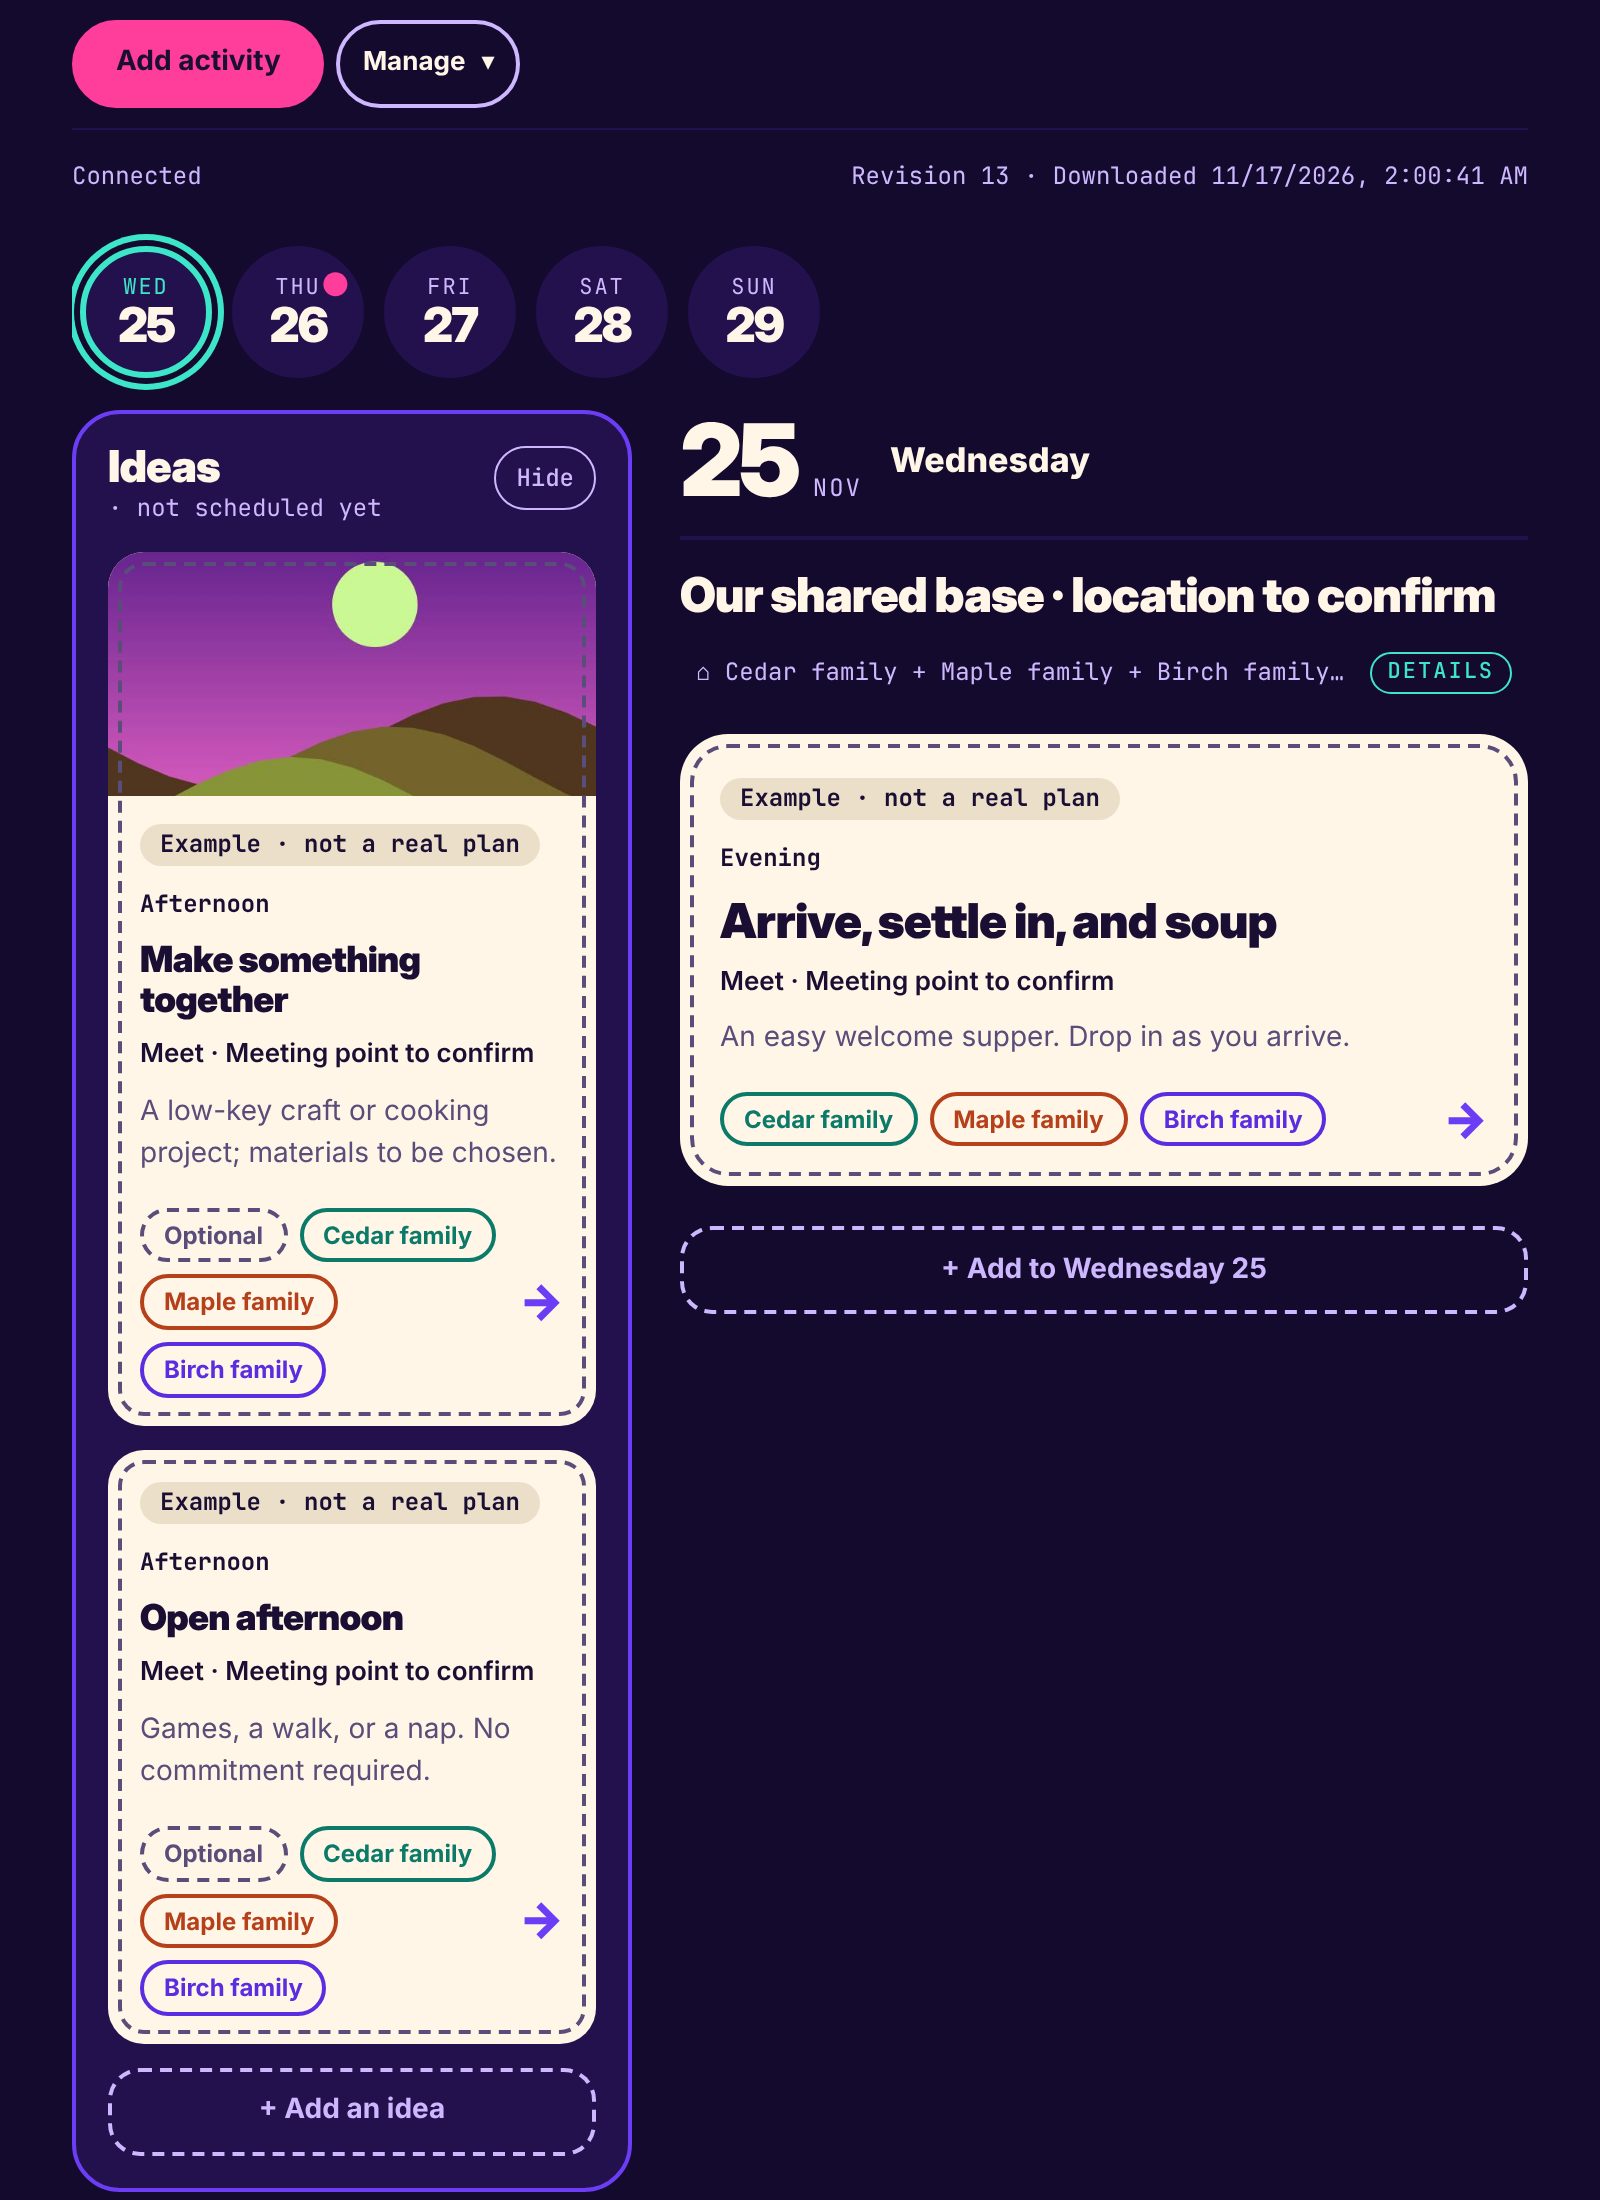 Add activity
Manage ▼
Connected
Revision 13 · Downloaded 11/17/2026, 2:00:41 AM
WED
25
THU
26
FRI
27
SAT
28
SUN
29
Ideas
· not scheduled yet
Hide
Example · not a real plan
Afternoon
Make something
together
Meet · Meeting point to confirm
A low-key craft or cooking
project; materials to be chosen.
Optional
Cedar family
Maple family
Birch family
Example · not a real plan
Afternoon
Open afternoon
Meet · Meeting point to confirm
Games, a walk, or a nap. No
commitment required.
Optional
Cedar family
Maple family
Birch family
+ Add an idea
25 NOV Wednesday
Our shared base · location to confirm
⌂ Cedar family + Maple family + Birch family…
DETAILS
Example · not a real plan
Evening
Arrive, settle in, and soup
Meet · Meeting point to confirm
An easy welcome supper. Drop in as you arrive.
Cedar family
Maple family
Birch family
+ Add to Wednesday 25